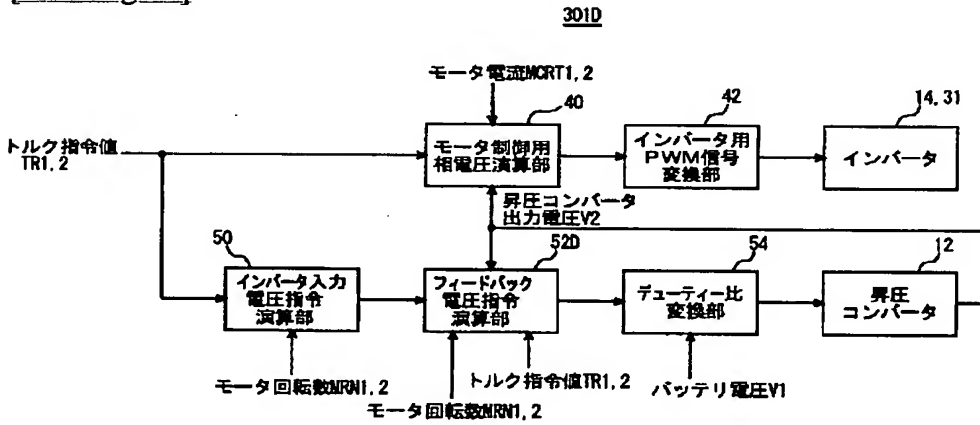 301D
モータ電流MCRT1,2
40
42
14,31
トルク指令値
TR1,2
モータ制御用
相電圧演算部
インバータ用
PWM信号
変換部
インバータ
昇圧コンバータ
出力電圧V2
50
52D
54
12
インバータ入力
電圧指令
演算部
フィードバック
電圧指令
演算部
デューティー比
変換部
昇圧
コンバータ
モータ回転数MRN1,2
トルク指令値TR1,2
バッテリ電圧V1
モータ回転数MRN1,2